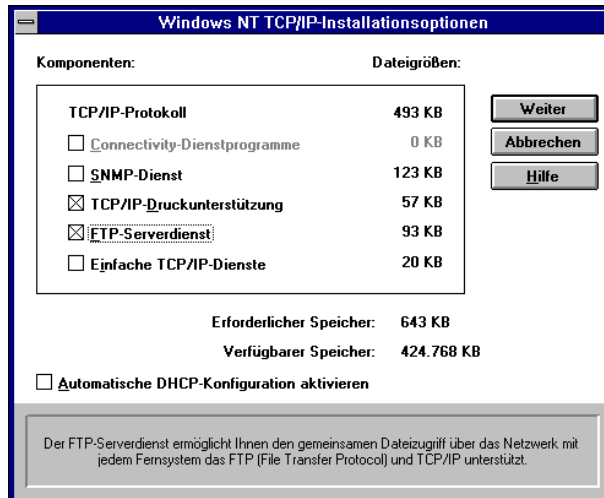 Windows NT TCP/IP-Installationsoptionen
Komponenten: Dateigrößen:
TCP/IP-Protokoll 493 KB
Connectivity-Dienstprogramme 0 KB
SNMP-Dienst 123 KB
TCP/IP-Druckunterstützung 57 KB
FTP-Serverdienst 93 KB
Einfache TCP/IP-Dienste 20 KB
Weiter
Abbrechen
Hilfe
Erforderlicher Speicher: 643 KB
Verfügbarer Speicher: 424.768 KB
Automatische DHCP-Konfiguration aktivieren
Der FTP-Serverdienst ermöglicht Ihnen den gemeinsamen Dateizugriff über das Netzwerk mit
jedem Fernsystem das FTP (File Transfer Protocol) und TCP/IP unterstützt.